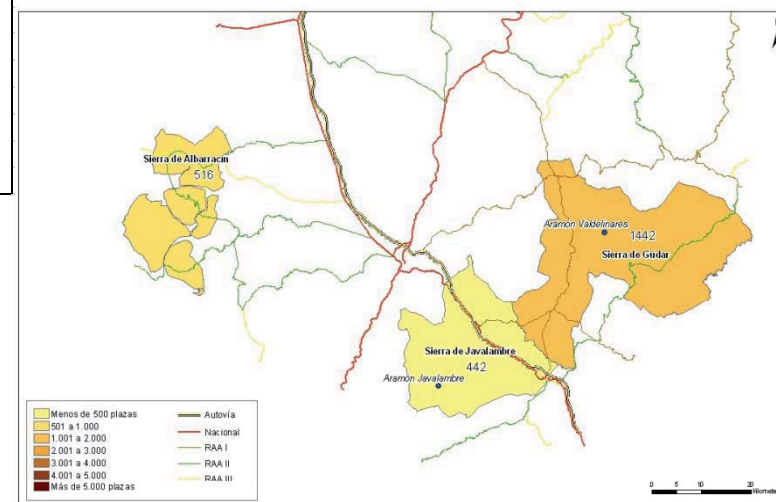 Sierra de Albarracín
516
Aramón Valdelinares
1442
Sierra de Gúdar
Sierra de Javalambre
442
Aramón Javalambre
Menos de 500 plazas
501 a 1.000
1.001 a 2.000
2.001 a 3.000
3.001 a 4.000
4.001 a 5.000
Más de 5.000 plazas
Autovía
Nacional
RAA I
RAA II
RAA III
0 5 10 20